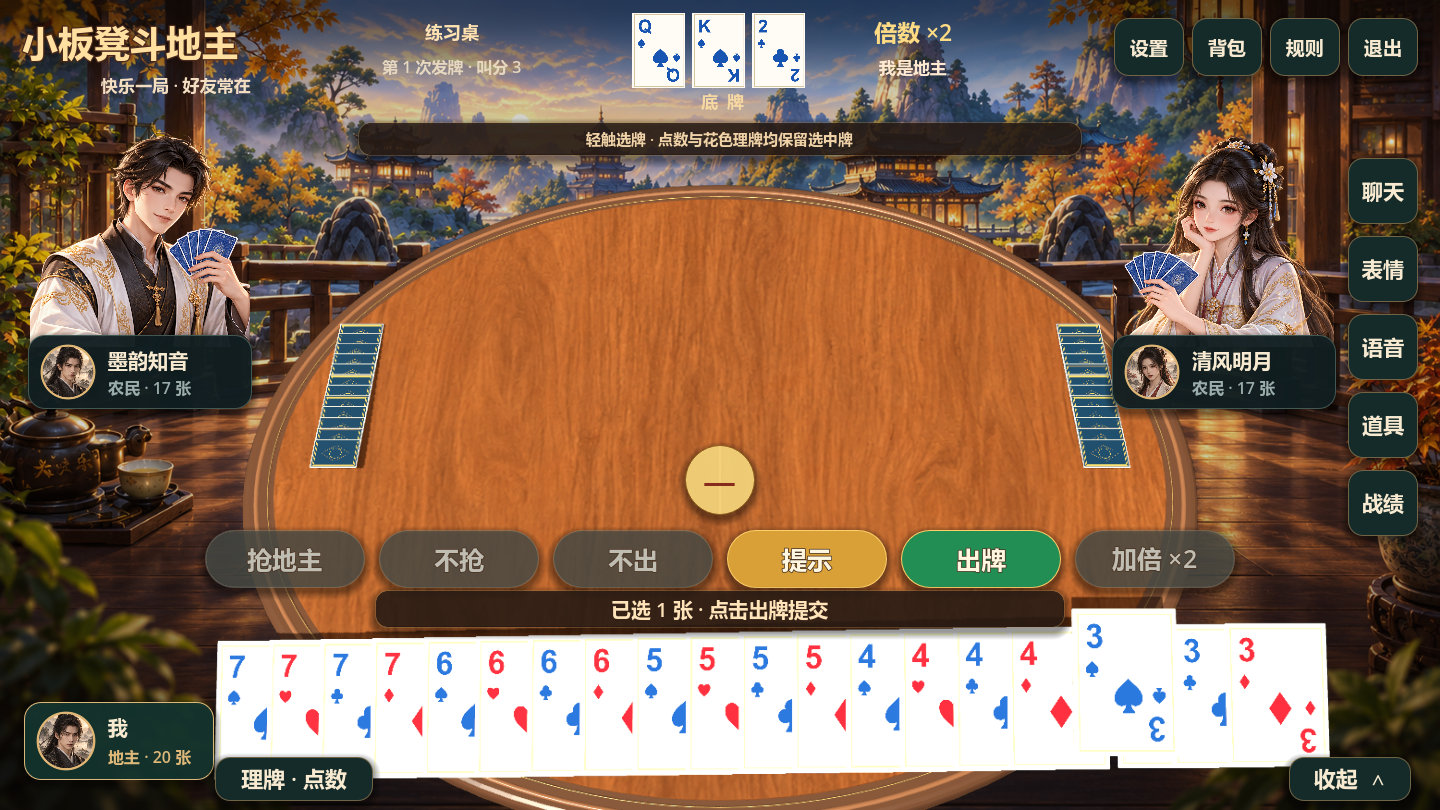 小板凳斗地主
快乐一局 · 好友常在
练习桌
第 1 次发牌 · 叫分 3
Q K 2
Q K 2
底 牌
倍数 ×2
我是地主
设置 背包 规则 退出
轻触选牌 · 点数与花色理牌均保留选中牌
聊天
表情
语音
道具
战绩
墨韵知音
农民 · 17 张
清风明月
农民 · 17 张
抢地主 不抢 不出 提示 出牌 加倍 ×2
已选 1 张 · 点击出牌提交
7 7 7 7 6 6 6 6 5 5 5 5 4 4 4 4 3 3 3
3 3
我
地主 · 20 张
理牌 · 点数
收起 ^